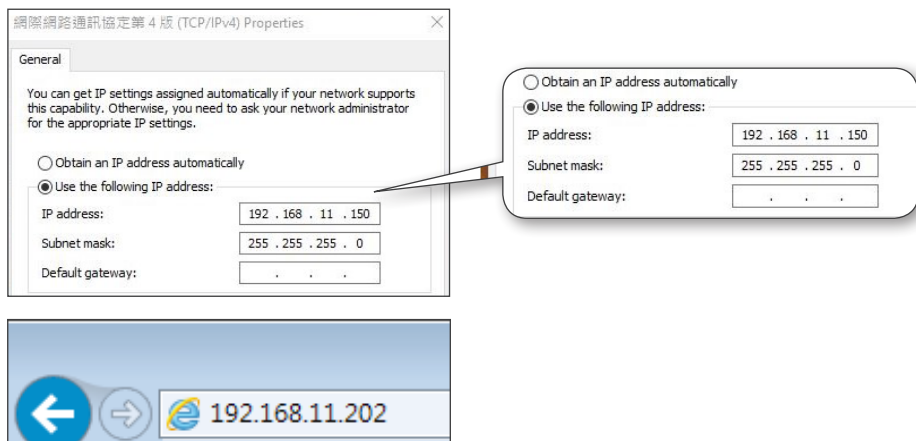 網際網路通訊協定第 4 版 (TCP/IPv4) Properties
General
You can get IP settings assigned automatically if your network supports
this capability. Otherwise, you need to ask your network administrator
for the appropriate IP settings.
Obtain an IP address automatically
Use the following IP address:
IP address: 192 . 168 . 11 . 150
Subnet mask: 255 . 255 . 255 . 0
Default gateway: . . .
Obtain an IP address automatically
Use the following IP address:
IP address: 192 . 168 . 11 . 150
Subnet mask: 255 . 255 . 255 . 0
Default gateway: . . .
192.168.11.202